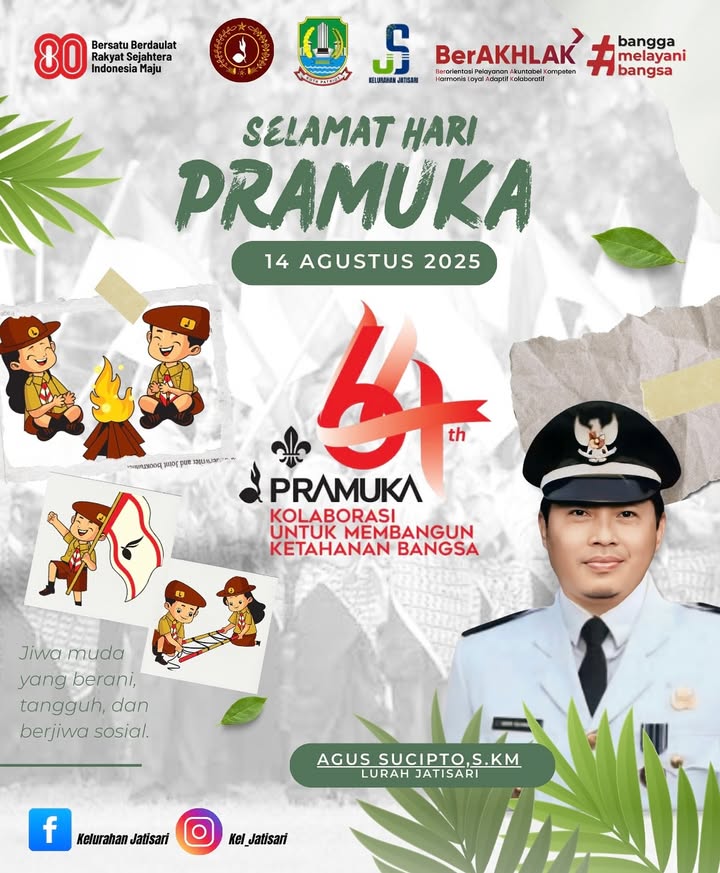 80 Bersatu Berdaulat
Rakyat Sejahtera
Indonesia Maju
JS
KELURAHAN JATISARI
BerAKHLAK
Berorientasi Pelayanan Akuntabel Kompeten
Harmonis Loyal Adaptif Kolaboratif
#bangga
melayani
bangsa
SELAMAT HARI
PRAMUKA
14 AGUSTUS 2025
64th
PRAMUKA
KOLABORASI
UNTUK MEMBANGUN
KETAHANAN BANGSA
Jiwa muda
yang berani,
tangguh, dan
berjiwa sosial.
AGUS SUCIPTO,S.KM
LURAH JATISARI
Kelurahan Jatisari
Kel_Jatisari